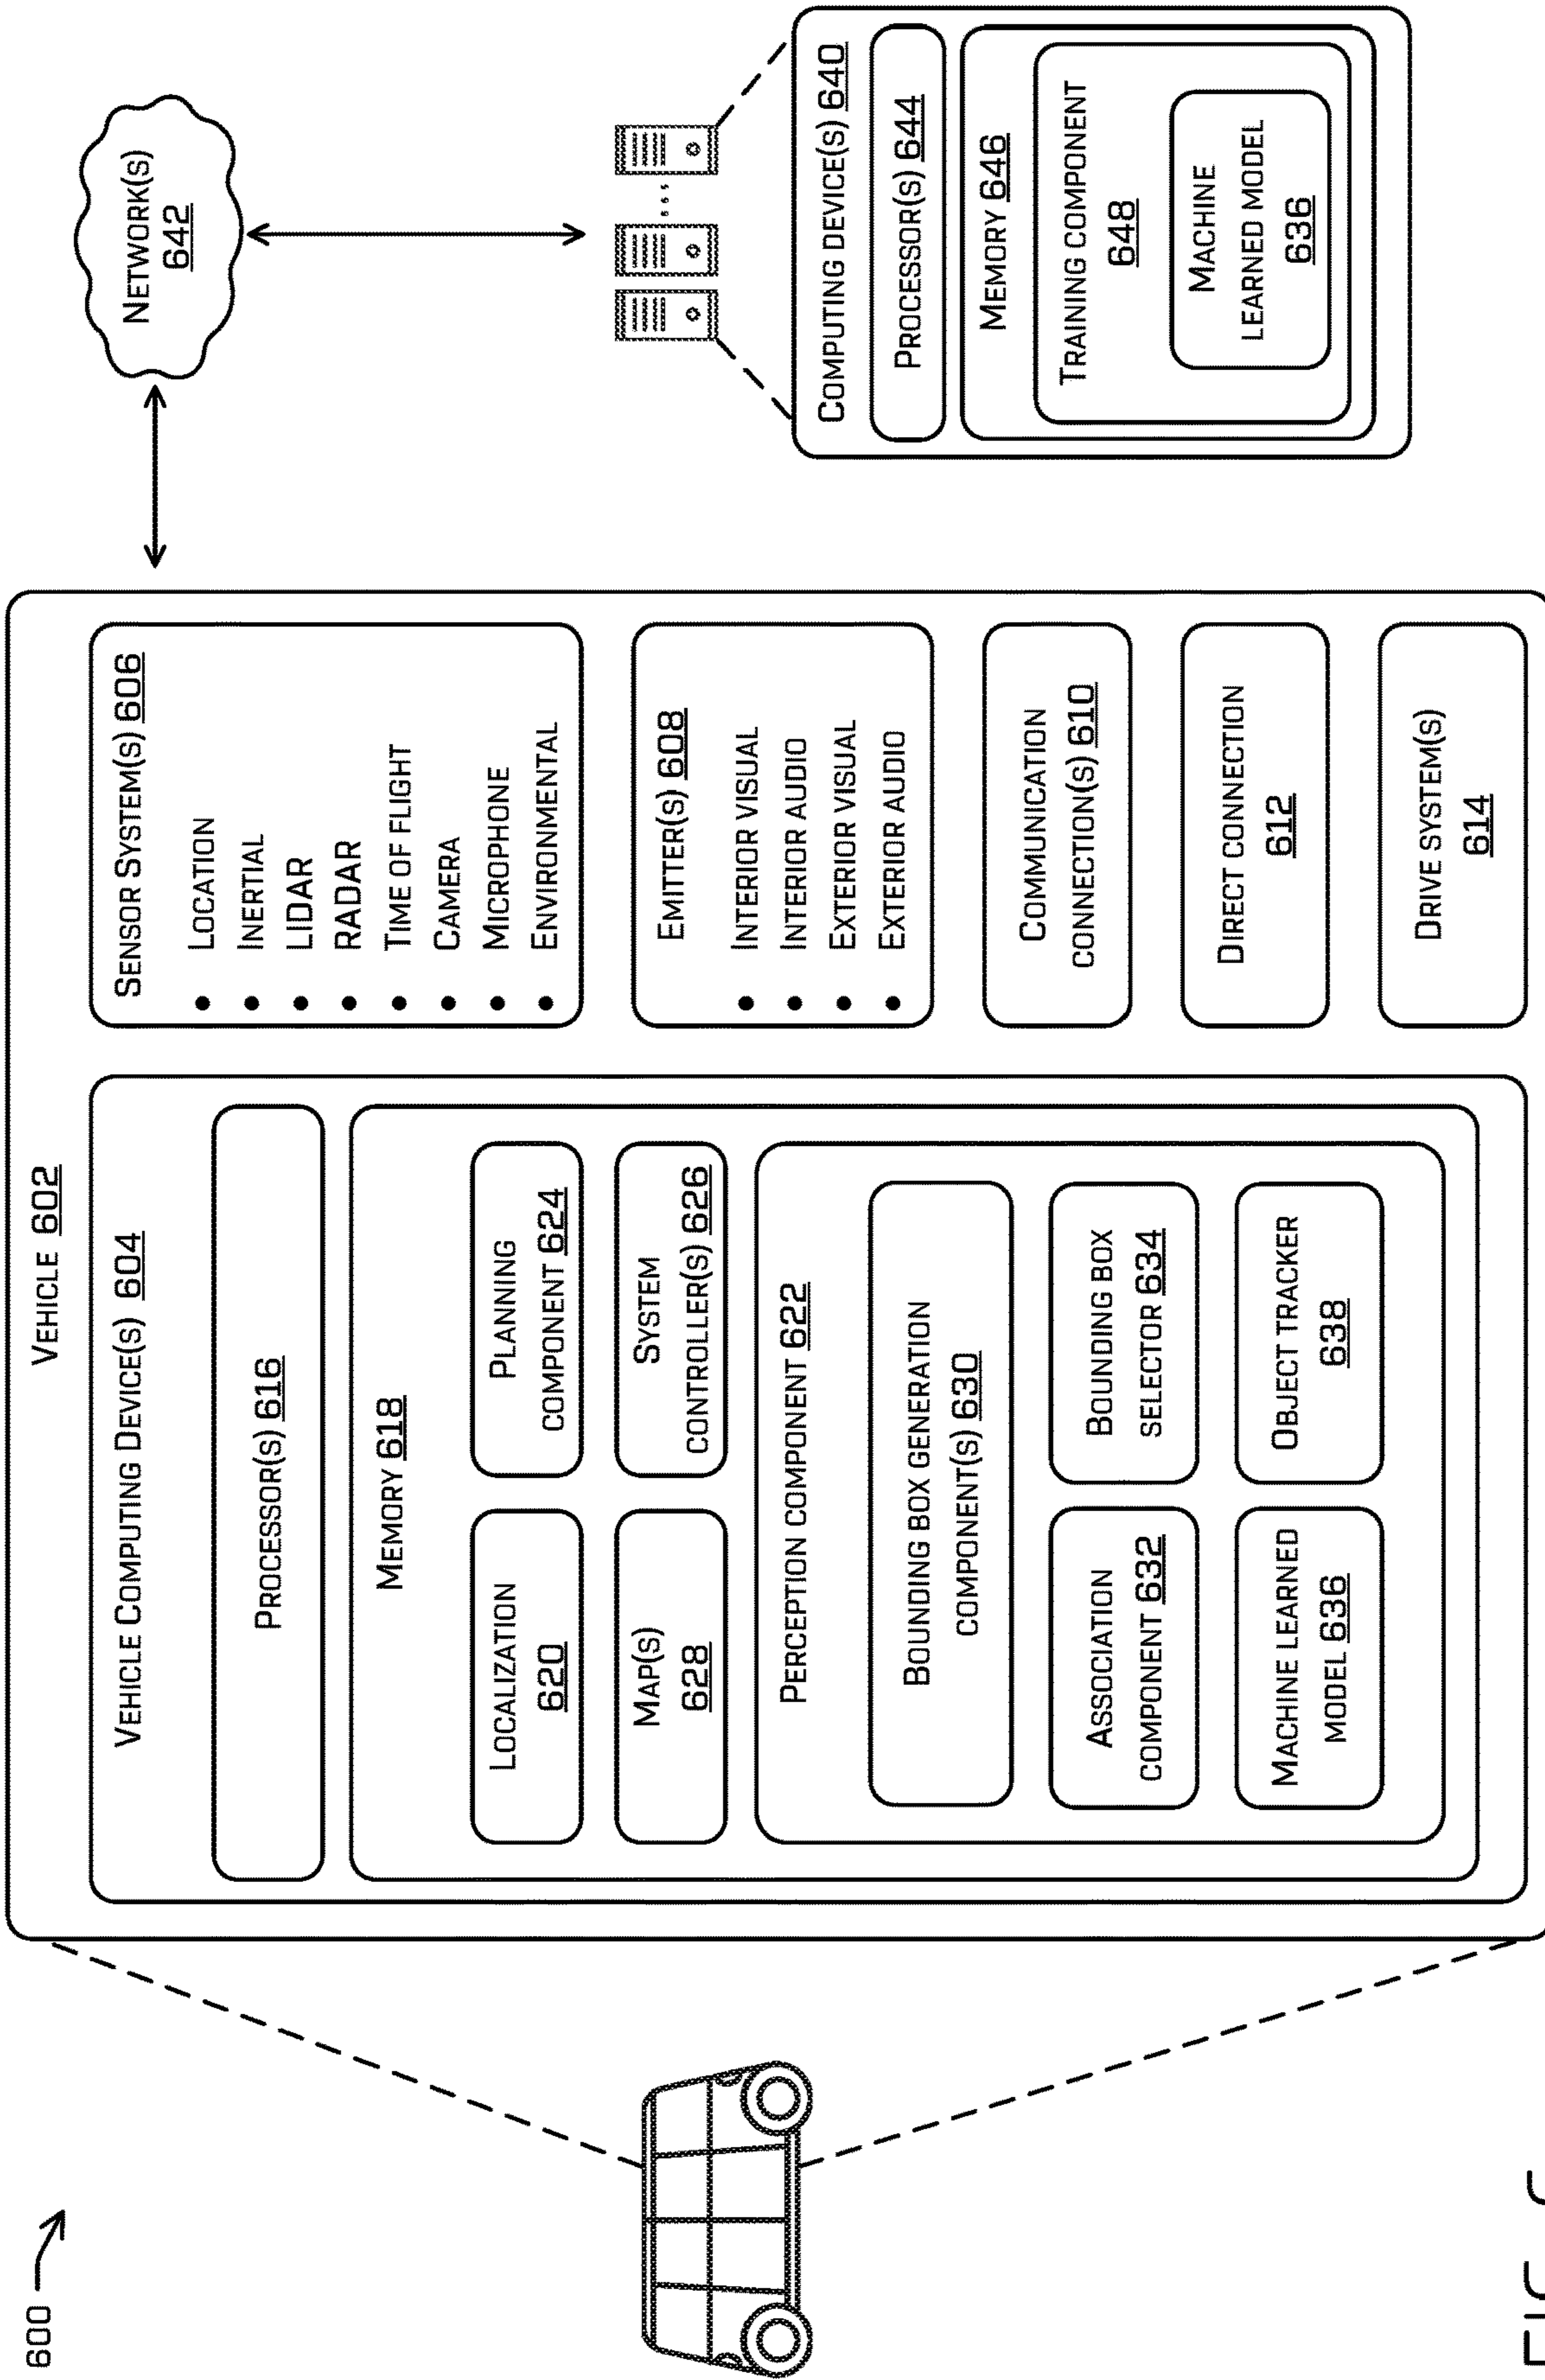 600
VEHICLE 602
VEHICLE COMPUTING DEVICE(S) 604
PROCESSOR(S) 616
MEMORY 618
LOCALIZATION
620
PLANNING
COMPONENT 624
MAP(S)
628
SYSTEM
CONTROLLER(S) 626
PERCEPTION COMPONENT 622
BOUNDING BOX GENERATION
COMPONENT(S) 630
ASSOCIATION
COMPONENT 632
BOUNDING BOX
SELECTOR 634
MACHINE LEARNED
MODEL 636
OBJECT TRACKER
638
SENSOR SYSTEM(S) 606
• LOCATION
• INERTIAL
• LIDAR
• RADAR
• TIME OF FLIGHT
• CAMERA
• MICROPHONE
• ENVIRONMENTAL
EMITTER(S) 608
• INTERIOR VISUAL
• INTERIOR AUDIO
• EXTERIOR VISUAL
• EXTERIOR AUDIO
COMMUNICATION
CONNECTION(S) 610
DIRECT CONNECTION
612
DRIVE SYSTEM(S)
614
NETWORK(S)
642
COMPUTING DEVICE(S) 640
PROCESSOR(S) 644
MEMORY 646
TRAINING COMPONENT
648
MACHINE
LEARNED MODEL
636